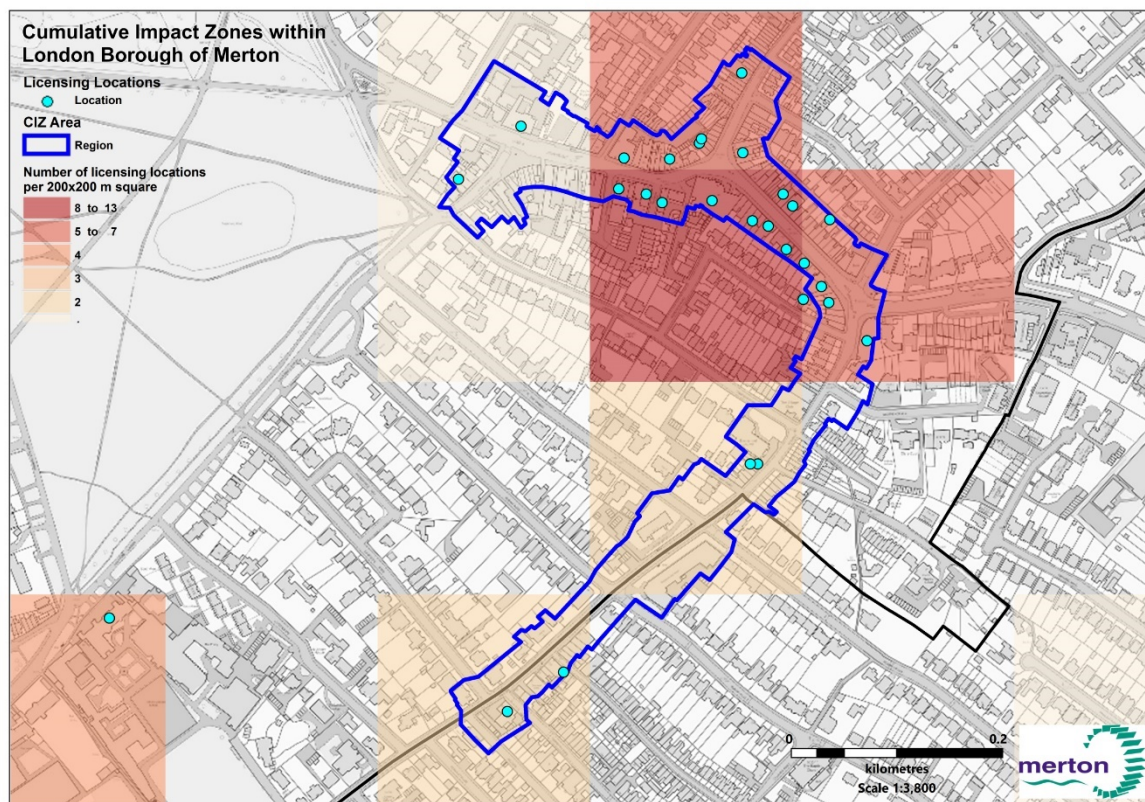 Cumulative Impact Zones within
London Borough of Merton
Licensing Locations
Location
CIZ Area
Region
Number of licensing locations
per 200x200 m square
8 to 13
5 to 7
4
3
2
.
0
0.2
kilometres
Scale 1:3,800
merton